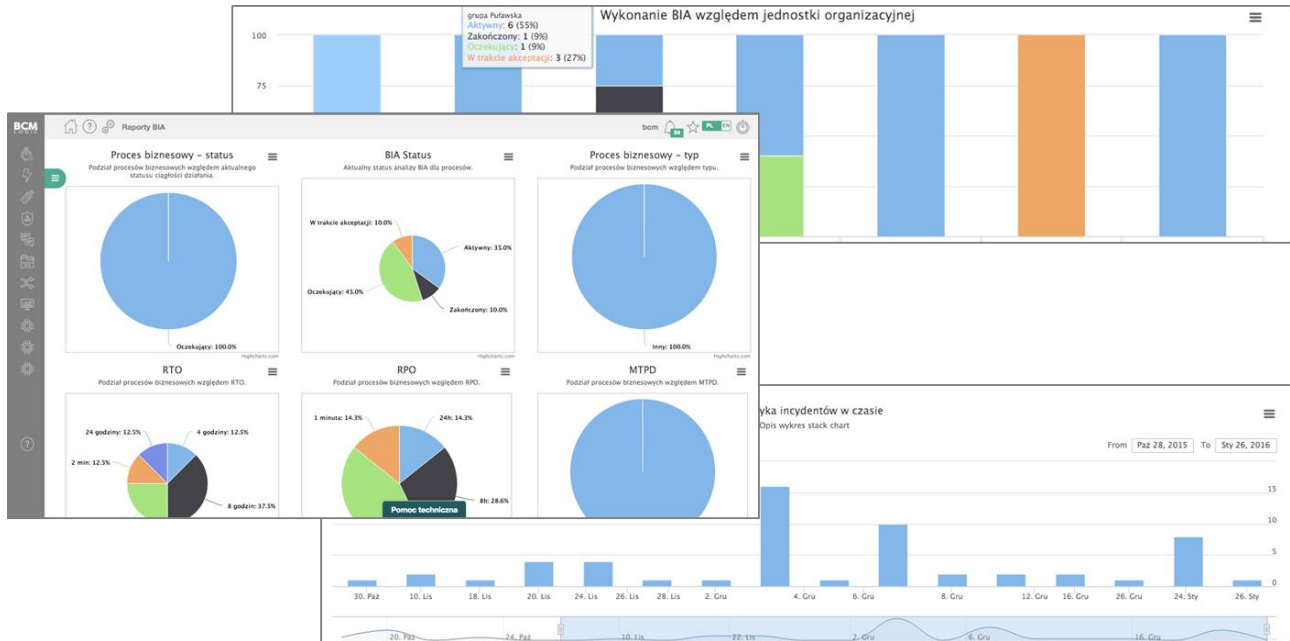 Wykonanie BIA względem jednostki organizacyjnej
grupa Puławska
Aktywny: 6 (55%)
Zakończony: 1 (9%)
Oczekujący: 1 (9%)
W trakcie akceptacji: 3 (27%)
100
75
BCM
LOGIC
Raporty BIA
bcm
94
PL EN
Proces biznesowy – status
Podział procesów biznesowych względem aktualnego
statusu ciągłości działania.
Oczekujący: 100.0%
Highcharts.com
BIA Status
Aktualny status analizy BIA dla procesów.
W trakcie akceptacji: 10.0%
Aktywny: 35.0%
Oczekujący: 45.0%
Zakończony: 10.0%
Highcharts.com
Proces biznesowy – typ
Podział procesów biznesowych względem typu.
Inny: 100.0%
Highcharts.com
RTO
Podział procesów biznesowych względem RTO.
24 godziny: 12.5%
4 godziny: 12.5%
2 min: 12.5%
8 godzin: 37.5%
RPO
Podział procesów biznesowych względem RPO.
1 minuta: 14.3%
24h: 14.3%
8h: 28.6%
Pomoc techniczna
MTPD
Podział procesów biznesowych względem MTPD.
yka incydentów w czasie
Opis wykres stack chart
From Paź 28, 2015 To Sty 26, 2016
15
10
5
0
30. Paź 10. Lis 18. Lis 20. Lis 24. Lis 26. Lis 28. Lis 2. Gru 4. Gru 6. Gru 8. Gru 12. Gru 16. Gru 26. Gru 24. Sty 26. Sty
20. Paź 24. Paź 10. Lis 22. Lis 2. Gru 6. Gru 16. Gru